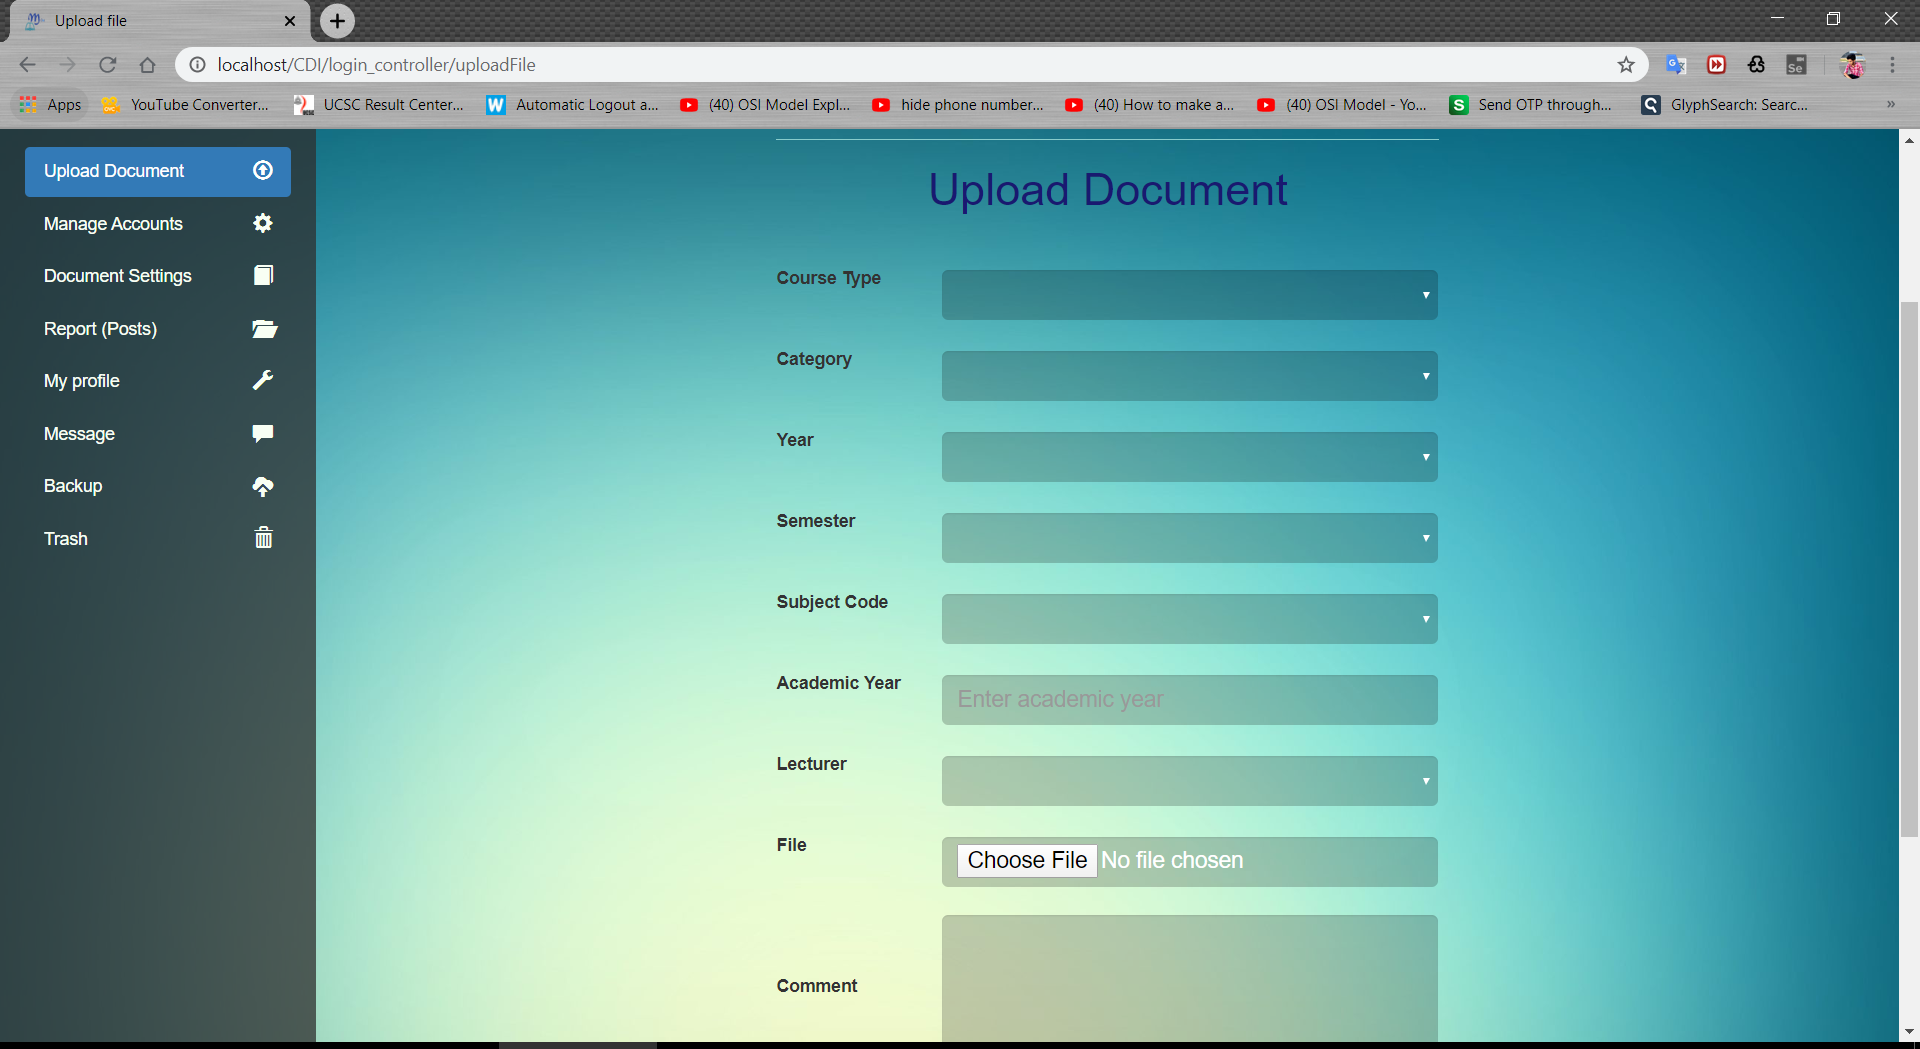 Upload file
localhost/CDI/login_controller/uploadFile
Apps
YouTube Converter...
UCSC Result Center...
W
Automatic Logout a...
(40) OSI Model Expl...
hide phone number...
(40) How to make a...
(40) OSI Model - Yo...
S
Send OTP through...
GlyphSearch: Searc...
»
Se
Upload Document
Manage Accounts
Document Settings
Report (Posts)
My profile
Message
Backup
Trash
Upload Document
Course Type
Category
Year
Semester
Subject Code
Academic Year
Enter academic year
Lecturer
File
Choose File No file chosen
Comment